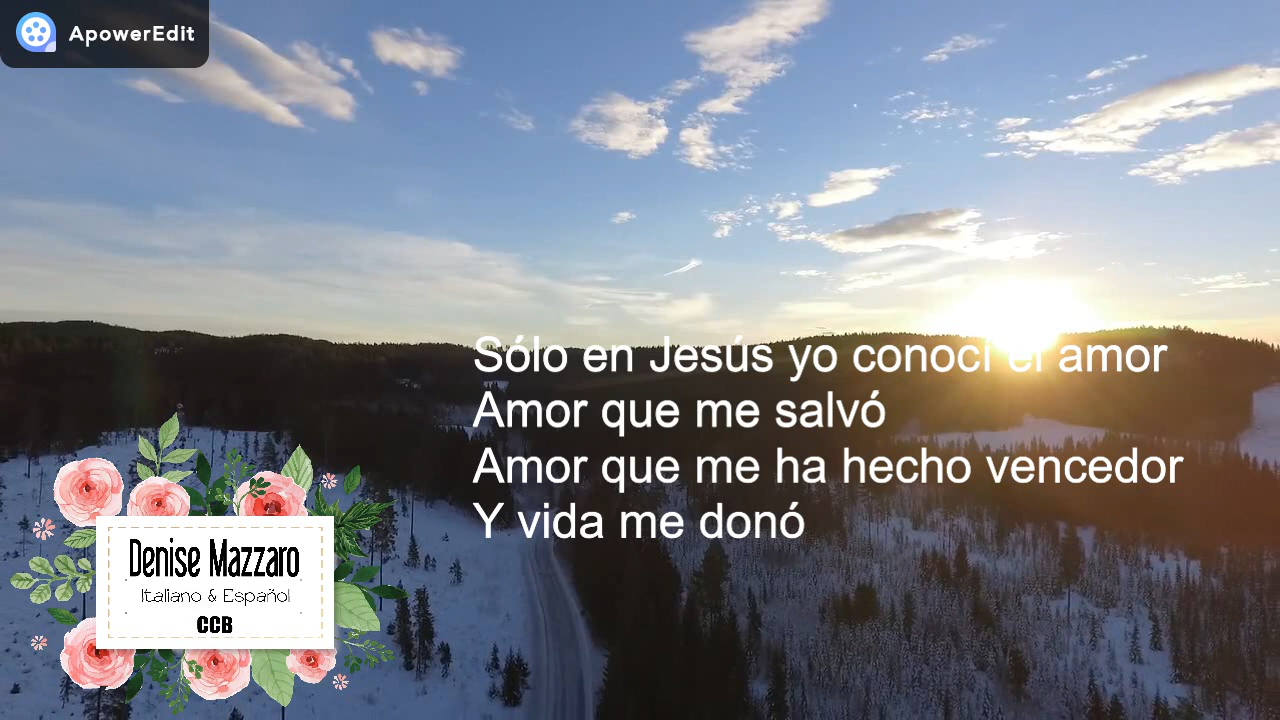 ApowerEdit
Sólo en Jesús yo conocí el amor
Amor que me salvó
Amor que me ha hecho vencedor
Y vida me donó
Denise Mazzaro
Italiano & Español
CCB